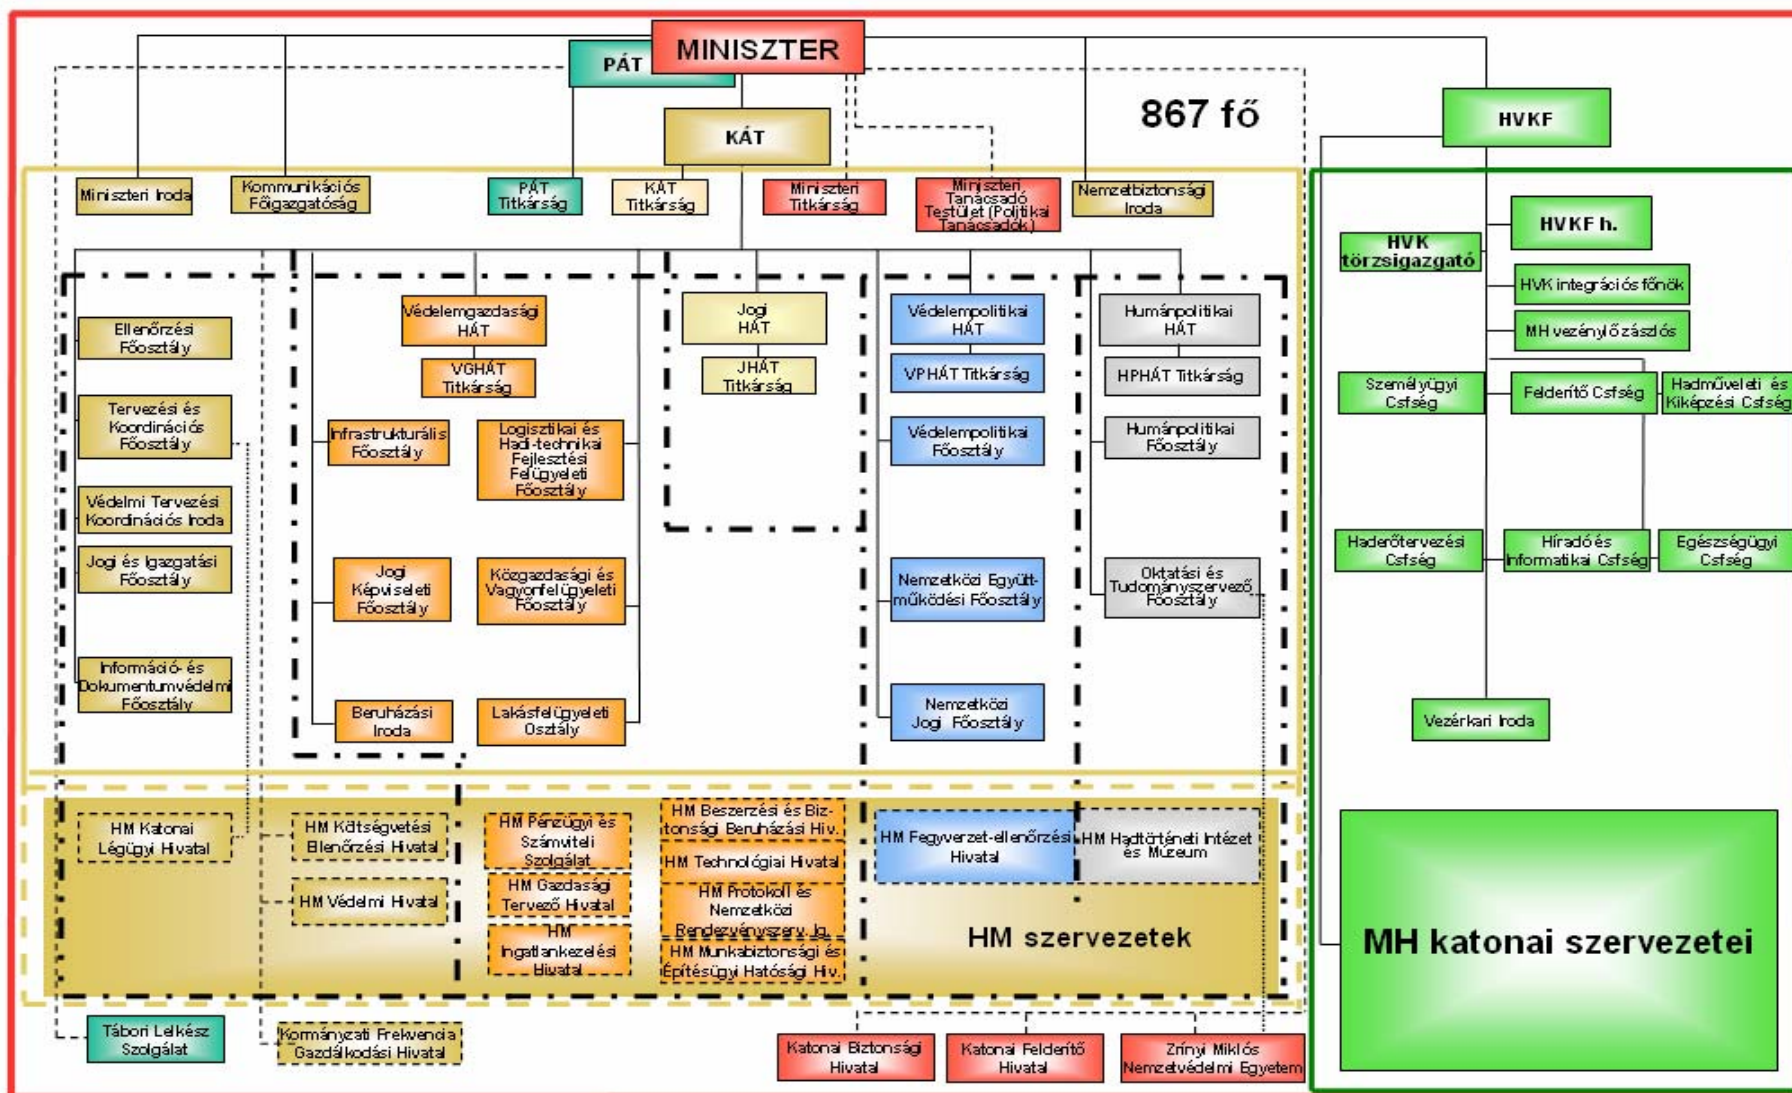 MINISZTER
PÁT
867 fő
HVKF
KÁT
Miniszteri Iroda
Kommunikációs
Főigazgatóság
PÁT
Titkárság
KÁT
Titkárság
Miniszteri
Titkárság
Miniszteri
Tanácsadó
Testület (Politikai
Tanácsadók)
Nemzetbiztonsági
Iroda
HVKF h.
HVK
törzsigazgató
HVK integrációs főnök
MH vezénylő zászlós
Védelemgazdasági
HÁT
Jogi
HÁT
Védelempolitikai
HÁT
Humánpolitikai
HÁT
Ellenőrzési
Főosztály
VGHÁT
Titkárság
JHÁT
Titkárság
VPHÁT Titkárság
HPHÁT Titkárság
Személyügyi
Csfség
Felderítő Csfség
Hadműveleti és
Kiképzési Csfség
Tervezési és
Koordinációs
Főosztály
Infrastrukturális
Főosztály
Logisztikai és
Hadi-technikai
Fejlesztési
Felügyeleti
Főosztály
Védelempolitikai
Főosztály
Humánpolitikai
Főosztály
Védelmi Tervezési
Koordinációs Iroda
Jogi és Igazgatási
Főosztály
Jogi
Képviseleti
Főosztály
Közgazdasági és
Vagyonfelügyeleti
Főosztály
Nemzetközi Együtt-
működési Főosztály
Oktatási és
Tudományszervező
Főosztály
Haderőtervezési
Csfség
Híradó és
Informatikai Csfség
Egészségügyi
Csfség
Információ- és
Dokumentumvédelmi
Főosztály
Beruházási
Iroda
Lakásfelügyeleti
Osztály
Nemzetközi
Jogi Főosztály
Vezérkari Iroda
HM Katonai
Légügyi Hivatal
HM Költségvetési
Ellenőrzési Hivatal
HM Pénzügyi és
Számviteli
Szolgálat
HM Beszerzési és Biz-
tonsági Beruházási Hiv.
HM Technológiai Hivatal
HM Fegyverzet-ellenőrzési
Hivatal
HM Hadtörténeti Intézet
és Múzeum
HM Védelmi Hivatal
HM Gazdasági
Tervező Hivatal
HM Protokoll és
Nemzetközi
Rendezvényszerv. Ig.
HM
Ingatlankezelési
Hivatal
HM Munkabiztonsági és
Építésügyi Hatósági Hiv.
HM szervezetek
MH katonai szervezetei
Tábori Lelkész
Szolgálat
Kormányzati Frekvencia
Gazdálkodási Hivatal
Katonai Biztonsági
Hivatal
Katonai Felderítő
Hivatal
Zrínyi Miklós
Nemzetvédelmi Egyetem